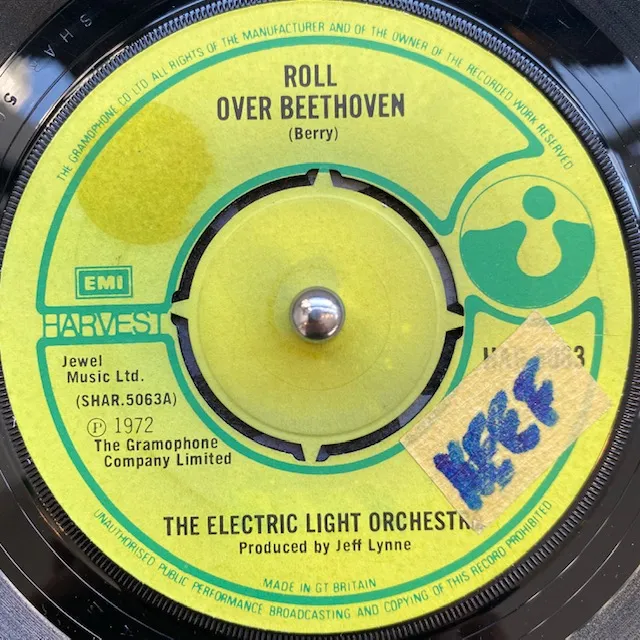 THE GRAMOPHONE CO LTD ALL RIGHTS OF THE MANUFACTURER AND OF THE OWNER OF THE RECORDED WORK RESERVED
ROLL
OVER BEETHOVEN
(Berry)
EMI
HARVEST
Jewel
Music Ltd.
(SHAR.5063A)
Ⓟ 1972
The Gramophone
Company Limited
THE ELECTRIC LIGHT ORCHEST
Produced by Jeff Lynne
MADE IN GT BRITAIN
UNAUTHORISED PUBLIC PERFORMANCE BROADCASTING AND COPYING OF THIS RECORD PROHIBITED